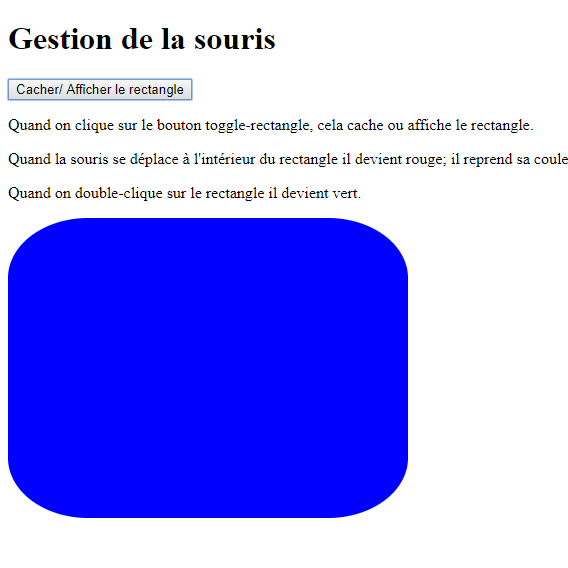 Gestion de la souris
Cacher/ Afficher le rectangle
Quand on clique sur le bouton toggle-rectangle, cela cache ou affiche le rectangle.
Quand la souris se déplace à l'intérieur du rectangle il devient rouge; il reprend sa coule
Quand on double-clique sur le rectangle il devient vert.